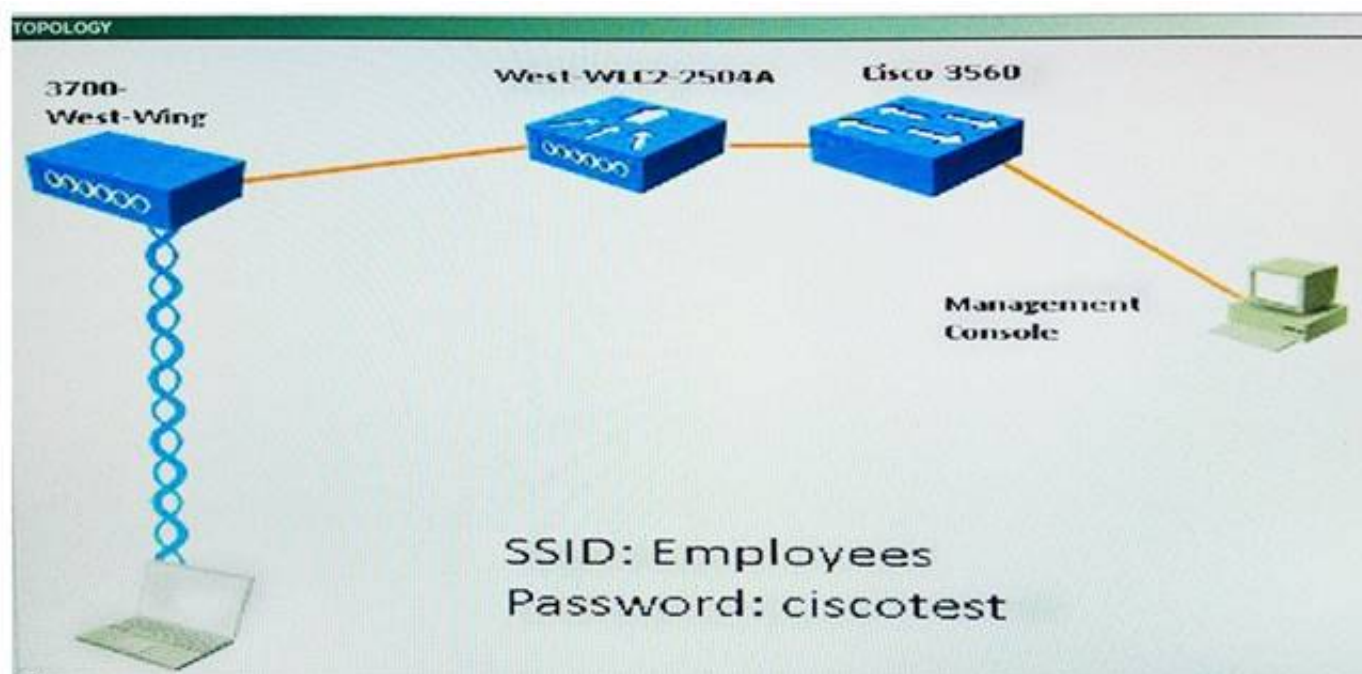 TOPOLOGY
3700-
West-Wing
West-WLC2-2504A
Cisco 3560
Management
Console
SSID: Employees
Password: ciscotest